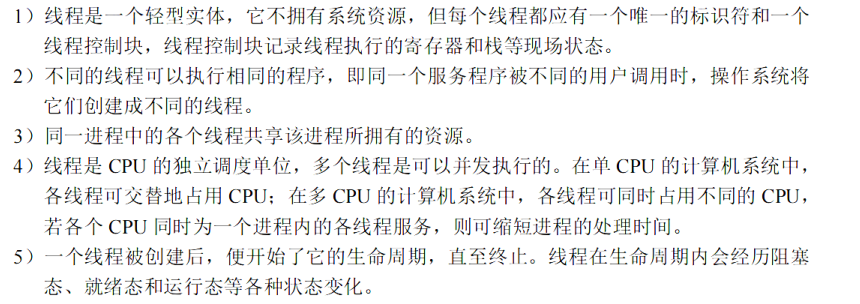 1）线程是一个轻型实体，它不拥有系统资源，但每个线程都应有一个唯一的标识符和一个
线程控制块，线程控制块记录线程执行的寄存器和栈等现场状态。
2）不同的线程可以执行相同的程序，即同一个服务程序被不同的用户调用时，操作系统将
它们创建成不同的线程。
3）同一进程中的各个线程共享该进程所拥有的资源。
4）线程是 CPU 的独立调度单位，多个线程是可以并发执行的。在单 CPU 的计算机系统中，
各线程可交替地占用 CPU；在多 CPU 的计算机系统中，各线程可同时占用不同的 CPU，
若各个 CPU 同时为一个进程内的各线程服务，则可缩短进程的处理时间。
5）一个线程被创建后，便开始了它的生命周期，直至终止。线程在生命周期内会经历阻塞
态、就绪态和运行态等各种状态变化。